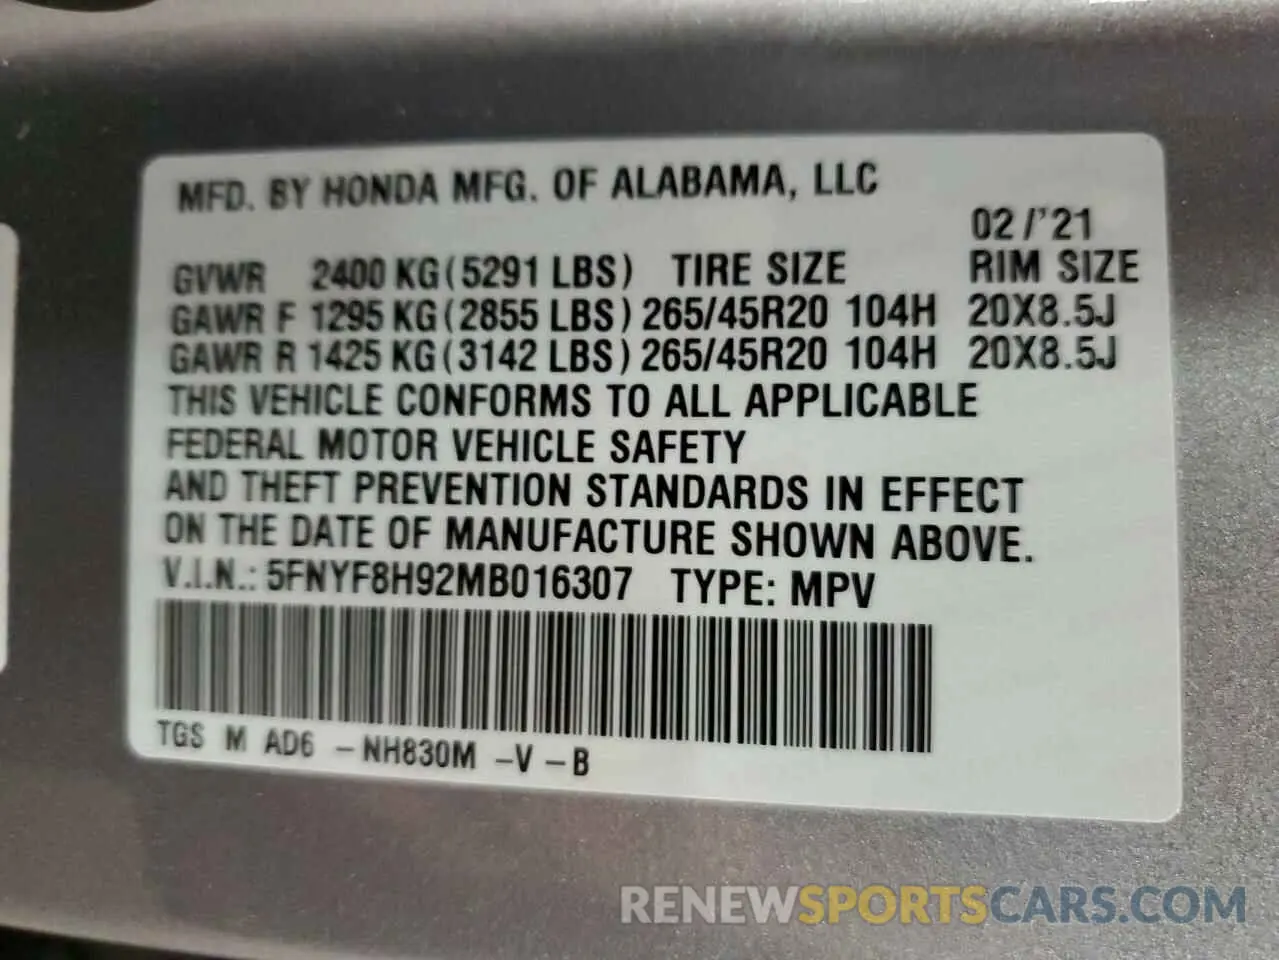 MFD. BY HONDA MFG. OF ALABAMA, LLC
02/'21
GVWR 2400 KG(5291 LBS) TIRE SIZE RIM SIZE
GAWR F 1295 KG(2855 LBS) 265/45R20 104H 20X8.5J
GAWR R 1425 KG(3142 LBS) 265/45R20 104H 20X8.5J
THIS VEHICLE CONFORMS TO ALL APPLICABLE
FEDERAL MOTOR VEHICLE SAFETY
AND THEFT PREVENTION STANDARDS IN EFFECT
ON THE DATE OF MANUFACTURE SHOWN ABOVE.
V.I.N.: 5FNYF8H92MB016307 TYPE: MPV
TGS M AD6 -NH830M -V -B
RENEWSPORTSCARS.COM